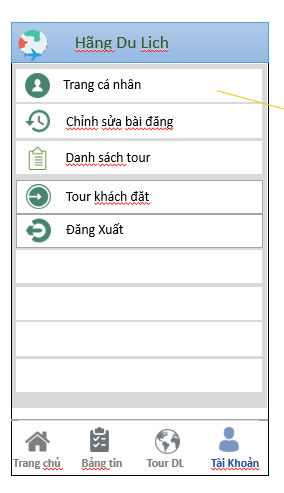 Hãng Du Lich
Trang cá nhân
Chỉnh sửa bài đăng
Danh sách tour
Tour khách đặt
Đăng Xuất
Trang chủ Bảng tin Tour DL Tài Khoản